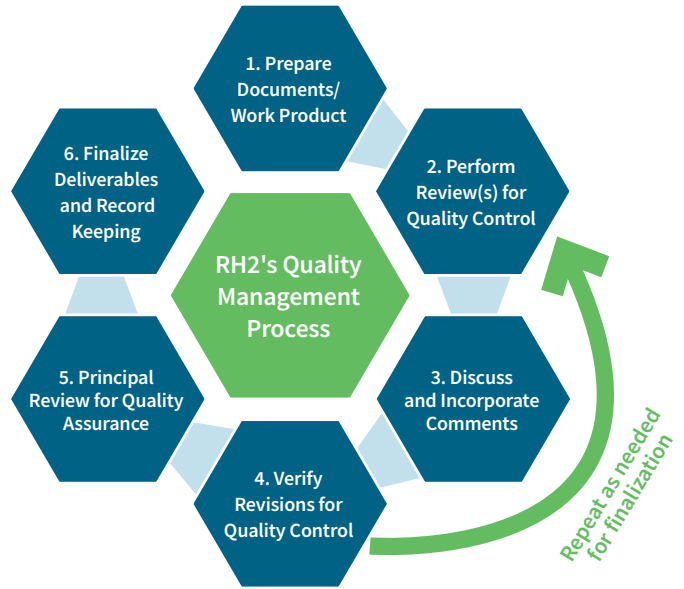 1. Prepare
Documents/
Work Product
2. Perform
Review(s) for
Quality Control
3. Discuss
and Incorporate
Comments
4. Verify
Revisions for
Quality Control
5. Principal
Review for Quality
Assurance
6. Finalize
Deliverables
and Record
Keeping
RH2's Quality
Management
Process
Repeat as needed
for finalization